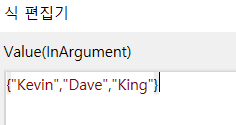 식 편집기
Value(InArgument)
{"Kevin","Dave","King"}